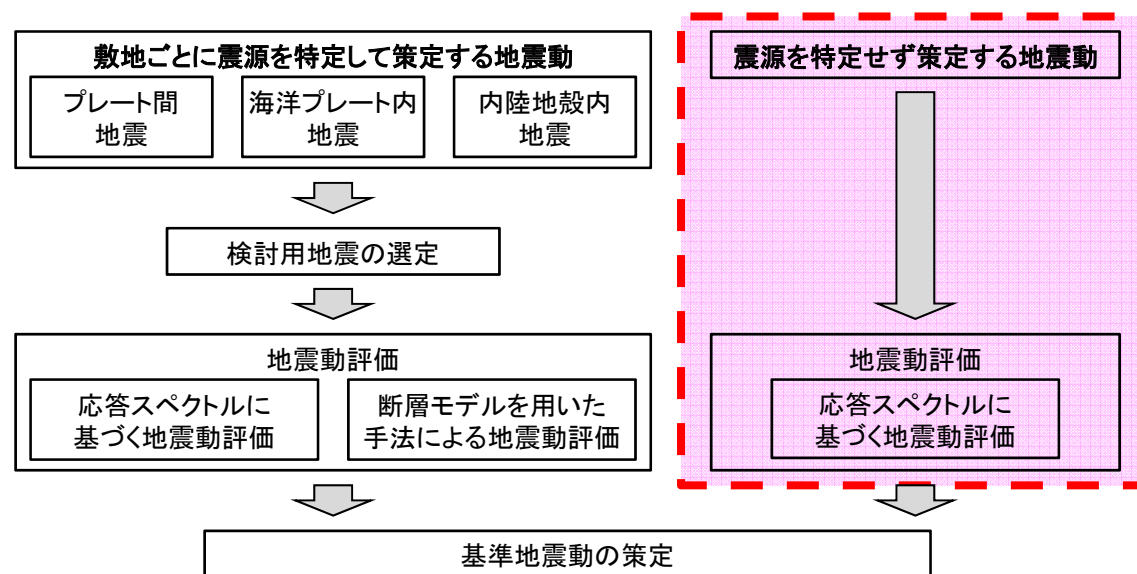 敷地ごとに震源を特定して策定する地震動
プレート間
地震
海洋プレート内
地震
内陸地殻内
地震
検討用地震の選定
地震動評価
応答スペクトルに
基づく地震動評価
断層モデルを用いた
手法による地震動評価
震源を特定せず策定する地震動
地震動評価
応答スペクトルに
基づく地震動評価
基準地震動の策定